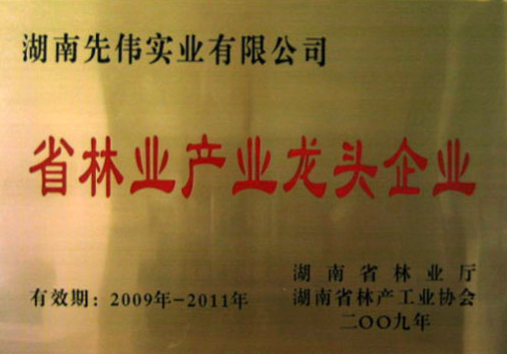 湖南先伟实业有限公司
省林业产业龙头企业
湖南省林业厅
有效期：2009年-2011年 湖南省林产工业协会
二〇〇九年